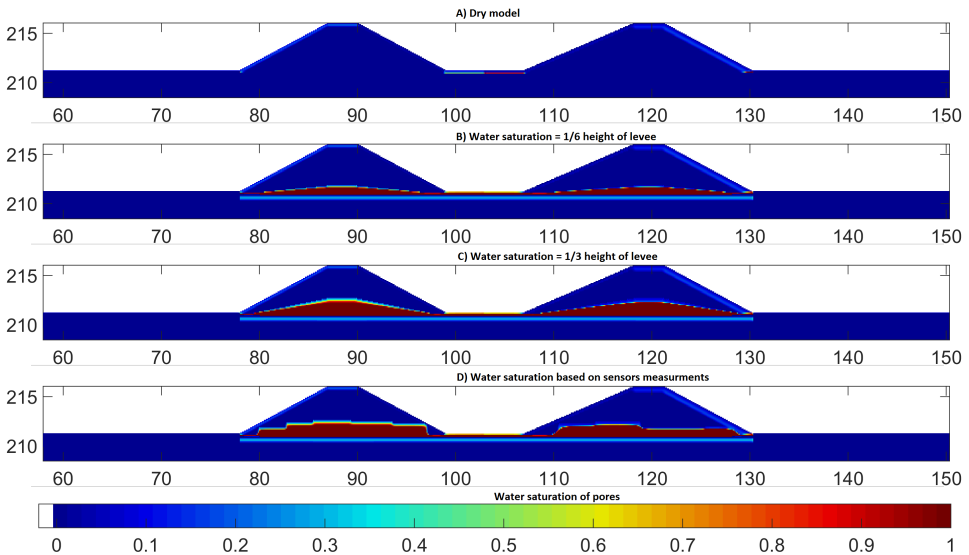 A) Dry model
215
210
60 70 80 90 100 110 120 130 140 150
B) Water saturation = 1/6 height of levee
215
210
60 70 80 90 100 110 120 130 140 150
C) Water saturation = 1/3 height of levee
215
210
60 70 80 90 100 110 120 130 140 150
D) Water saturation based on sensors measurments
215
210
60 70 80 90 100 110 120 130 140 150
Water saturation of pores
0 0.1 0.2 0.3 0.4 0.5 0.6 0.7 0.8 0.9 1